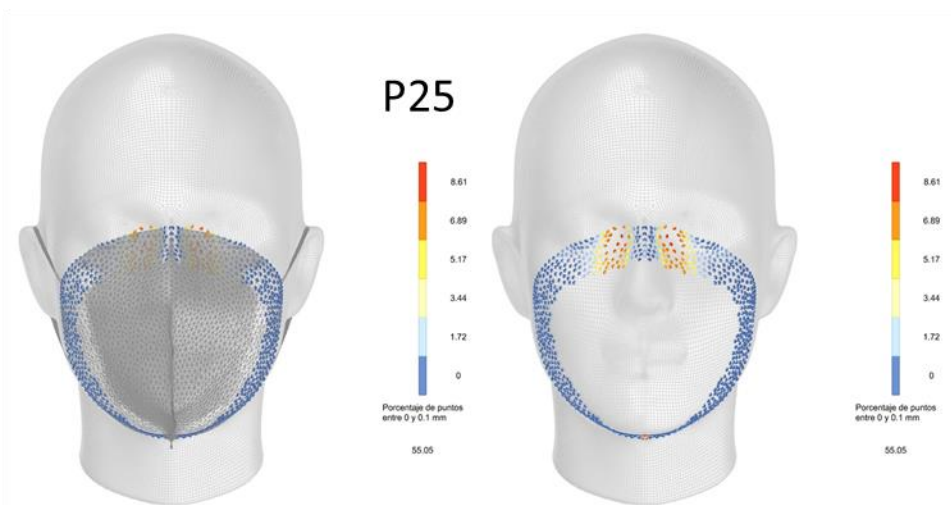 P25
8.61
6.89
5.17
3.44
1.72
0
Porcentaje de puntos
entre 0 y 0.1 mm
55.05
8.61
6.89
5.17
3.44
1.72
0
Porcentaje de puntos
entre 0 y 0.1 mm
55.05